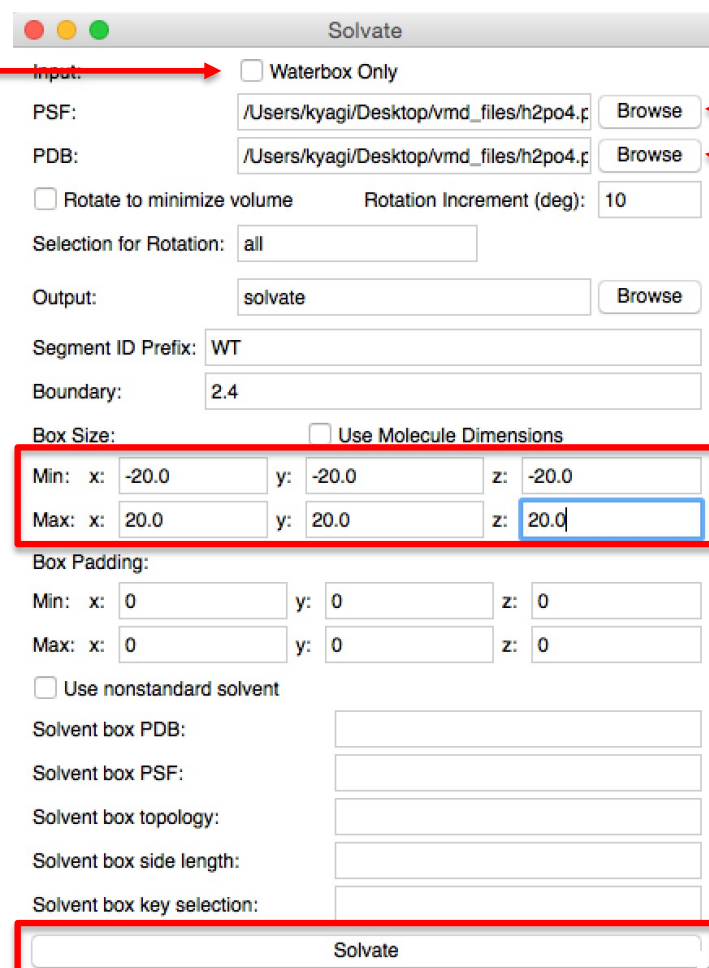 Solvate
Input: Waterbox Only
PSF: /Users/kyagi/Desktop/vmd_files/h2po4.p Browse
PDB: /Users/kyagi/Desktop/vmd_files/h2po4.p Browse
Rotate to minimize volume Rotation Increment (deg): 10
Selection for Rotation: all
Output: solvate Browse
Segment ID Prefix: WT
Boundary: 2.4
Box Size: Use Molecule Dimensions
Min: x: -20.0 y: -20.0 z: -20.0
Max: x: 20.0 y: 20.0 z: 20.0
Box Padding:
Min: x: 0 y: 0 z: 0
Max: x: 0 y: 0 z: 0
Use nonstandard solvent
Solvent box PDB:
Solvent box PSF:
Solvent box topology:
Solvent box side length:
Solvent box key selection:
Solvate